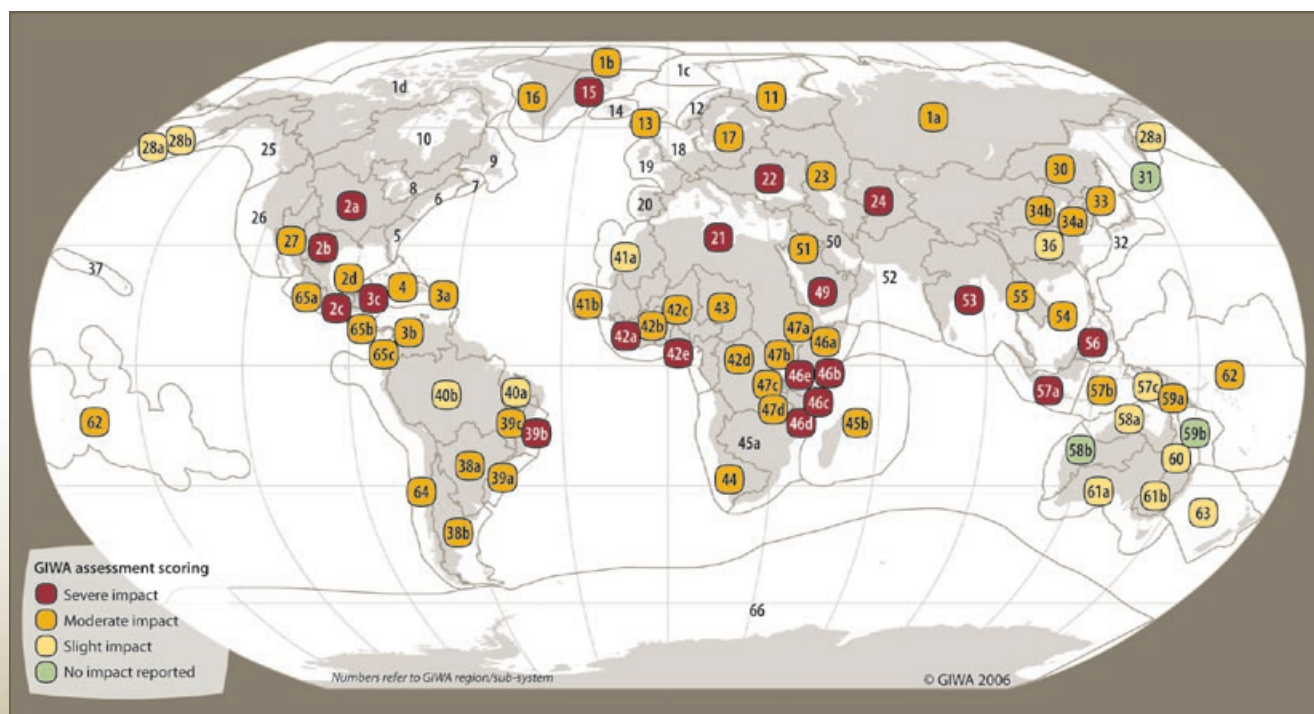 1b
1c
1d
15
11
16
14
12
13
1a
10
17
28b
28a
28a
25
18
9
19
22
23
30
31
8
7
24
6
20
2a
33
34b
34a
26
5
21
27
2b
51
50
36
32
41a
37
52
2d
4
3a
49
53
55
65a
2c
3c
41b
42c
43
54
65b
3b
42a
42b
47a
46a
56
65c
42e
42d
47b
46e
46b
62
40b
40a
47c
46c
57a
57b
57c
59a
62
39c
39b
47d
46d
45b
58a
59b
45a
58b
60
38a
39a
44
64
61a
61b
63
38b
GIWA assessment scoring
Severe impact
Moderate impact
Slight impact
No impact reported
66
Numbers refer to GIWA region/sub-system
© GIWA 2006